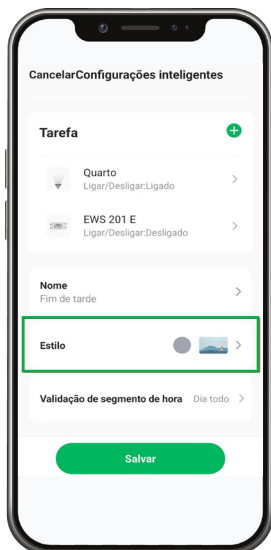 CancelarConfigurações inteligentes
Tarefa
Quarto
Ligar/Desligar:Ligado
EWS 201 E
Ligar/Desligar:Desligado
Nome
Fim de tarde
Estilo
Validação de segmento de hora Dia todo
Salvar